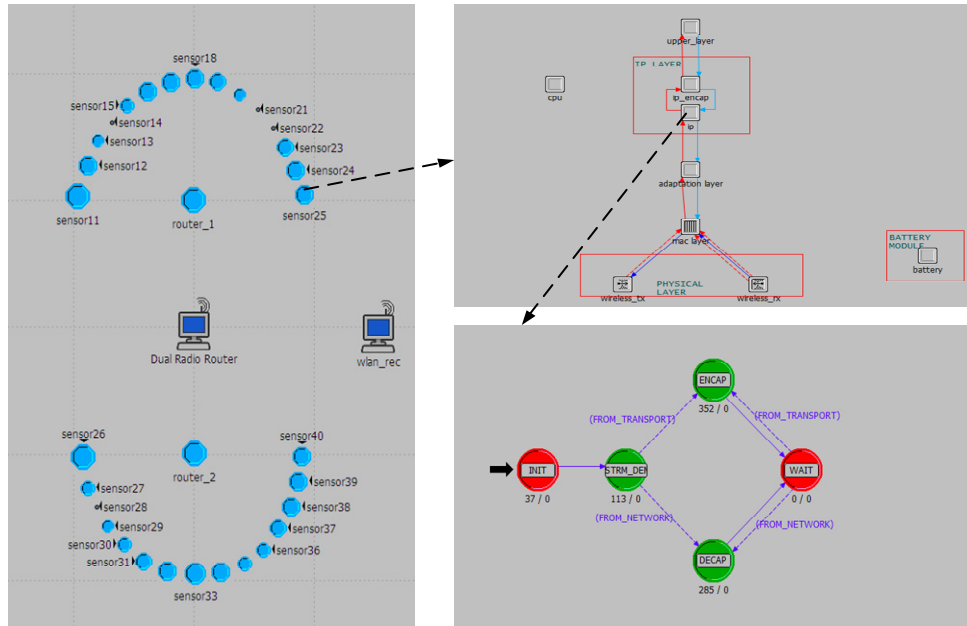 sensor18
sensor15
sensor14
sensor13
sensor12
sensor11
sensor21
sensor22
sensor23
sensor24
sensor25
router_1
Dual Radio Router
wlan_rec
sensor26
sensor27
sensor28
sensor29
sensor30
sensor31
router_2
sensor40
sensor39
sensor38
sensor37
sensor36
sensor33
upper_layer
IP LAYER
cpu
ip_encap
ip
adaptation layer
mac layer
PHYSICAL
LAYER
wireless_tx
wireless_rx
BATTERY
MODULE
battery
ENCAP
352 / 0
(FROM_TRANSPORT)
(FROM_TRANSPORT)
INIT
37 / 0
STRM_DEM
113 / 0
WAIT
0 / 0
(FROM_NETWORK)
(FROM_NETWORK)
DECAP
285 / 0